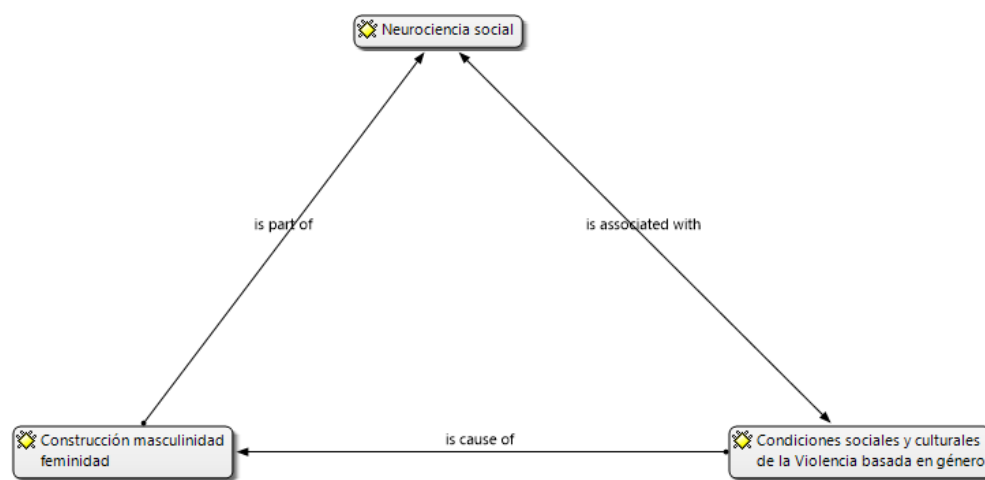 Neurociencia social
is part of
is associated with
is cause of
Construcción masculinidad
feminidad
Condiciones sociales y culturales
de la Violencia basada en género